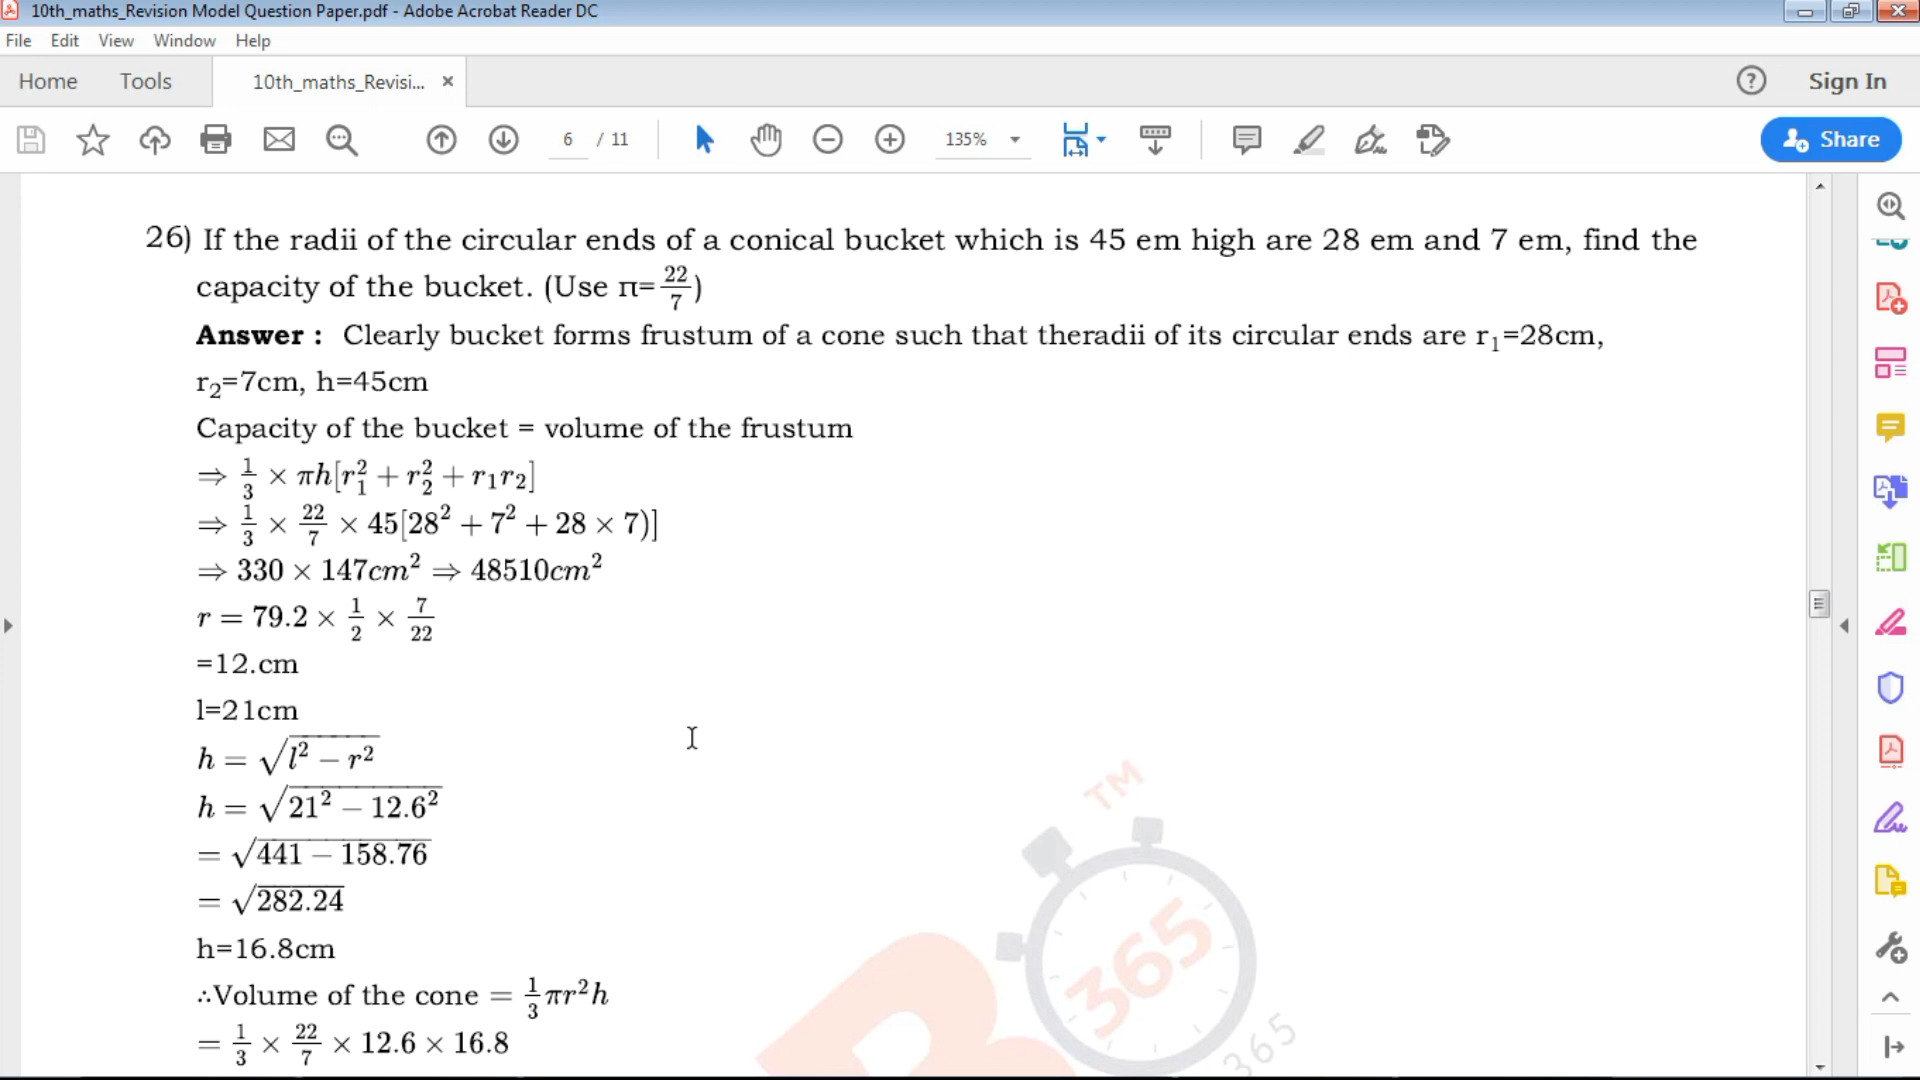 10th_maths_Revision Model Question Paper.pdf - Adobe Acrobat Reader DC
File Edit View Window Help
Home Tools 10th_maths_Revisi... × ? Sign In
6 / 11 135% Share
26) If the radii of the circular ends of a conical bucket which is 45 em high are 28 em and 7 em, find the
capacity of the bucket. (Use π=22/7)
Answer : Clearly bucket forms frustum of a cone such that theradii of its circular ends are r₁=28cm,
r₂=7cm, h=45cm
Capacity of the bucket = volume of the frustum
⇒ 1/3 × πh[r₁² + r₂² + r₁r₂]
⇒ 1/3 × 22/7 × 45[28² + 7² + 28 × 7)]
⇒ 330 × 147cm² ⇒ 48510cm²
r = 79.2 × 1/2 × 7/22
=12.cm
l=21cm
h = √(l² − r²)
h = √(21² − 12.6²)
= √(441 − 158.76)
= √282.24
h=16.8cm
∴Volume of the cone = 1/3 πr²h
= 1/3 × 22/7 × 12.6 × 16.8
TM
365
365